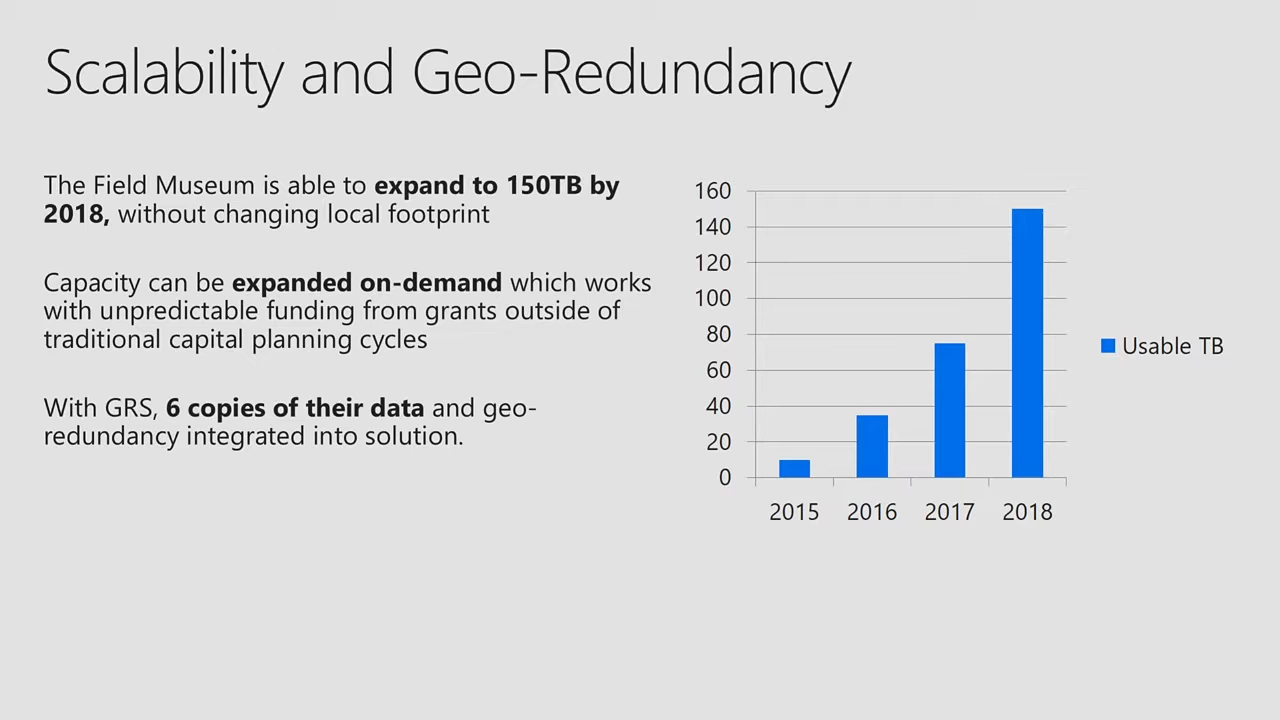 Scalability and Geo-Redundancy
The Field Museum is able to expand to 150TB by
2018, without changing local footprint
Capacity can be expanded on-demand which works
with unpredictable funding from grants outside of
traditional capital planning cycles
With GRS, 6 copies of their data and geo-
redundancy integrated into solution.
160
140
120
100
80
60
40
20
0
2015 2016 2017 2018
Usable TB